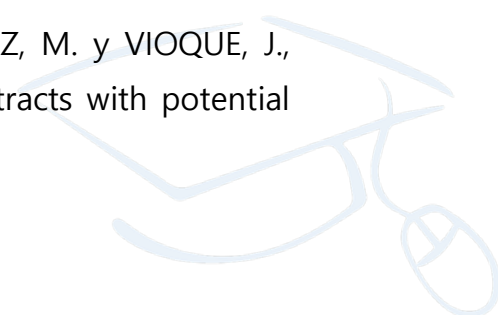 Z, M. y VIOQUE, J.,
tracts with potential